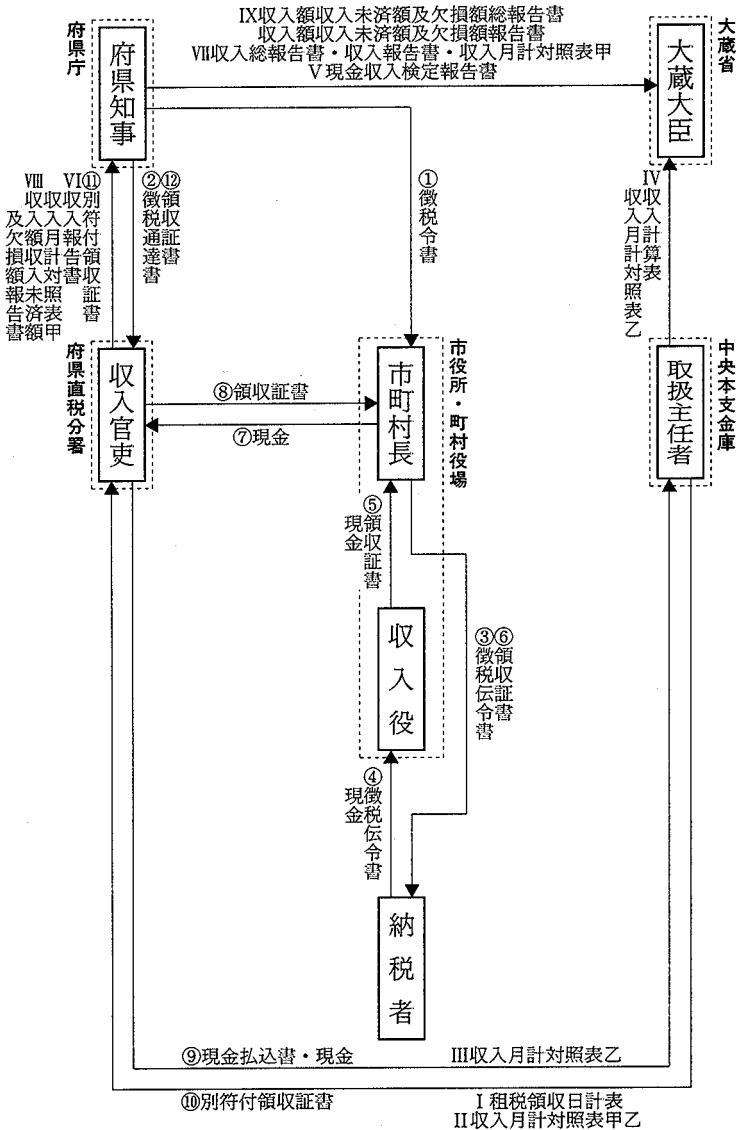 IX収入額収入未済額及欠損額総報告書
収入額収入未済額及欠損額報告書
VII収入総報告書・収入報告書・収入月計対照表甲
V現金収入検定報告書
府県庁
府県知事
大蔵省
大蔵大臣
①徴税令書
⑫領収証書
②徴税通達書
⑪別符付領収証書
VI収入報告書
収入月計対照表甲
VIII収入額収入未済額
及欠損額報告書
IV収入計算表
収入月計対照表乙
府県直税分署
収入官吏
⑧領収証書
⑦現金
市町村長
市役所・町村役場
取扱主任者
中央本支金庫
⑤領収証書
現金
収入役
⑥領収証書
③徴税伝令書
④徴税伝令書
現金
納税者
⑨現金払込書・現金
III収入月計対照表乙
⑩別符付領収証書
I租税領収日計表
II収入月計対照表甲乙